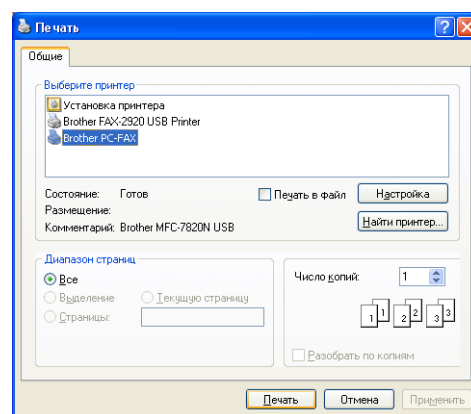 Печать
Общие
Выберите принтер
Установка принтера
Brother FAX-2920 USB Printer
Brother PC-FAX
Состояние: Готов
Печать в файл
Настройка
Размещение:
Комментарий: Brother MFC-7820N USB
Найти принтер...
Диапазон страниц
Все
Выделение
Текущую страницу
Страницы:
Число копий: 1
1 1 2 2 3 3
Разобрать по копиям
Печать
Отмена
Применить